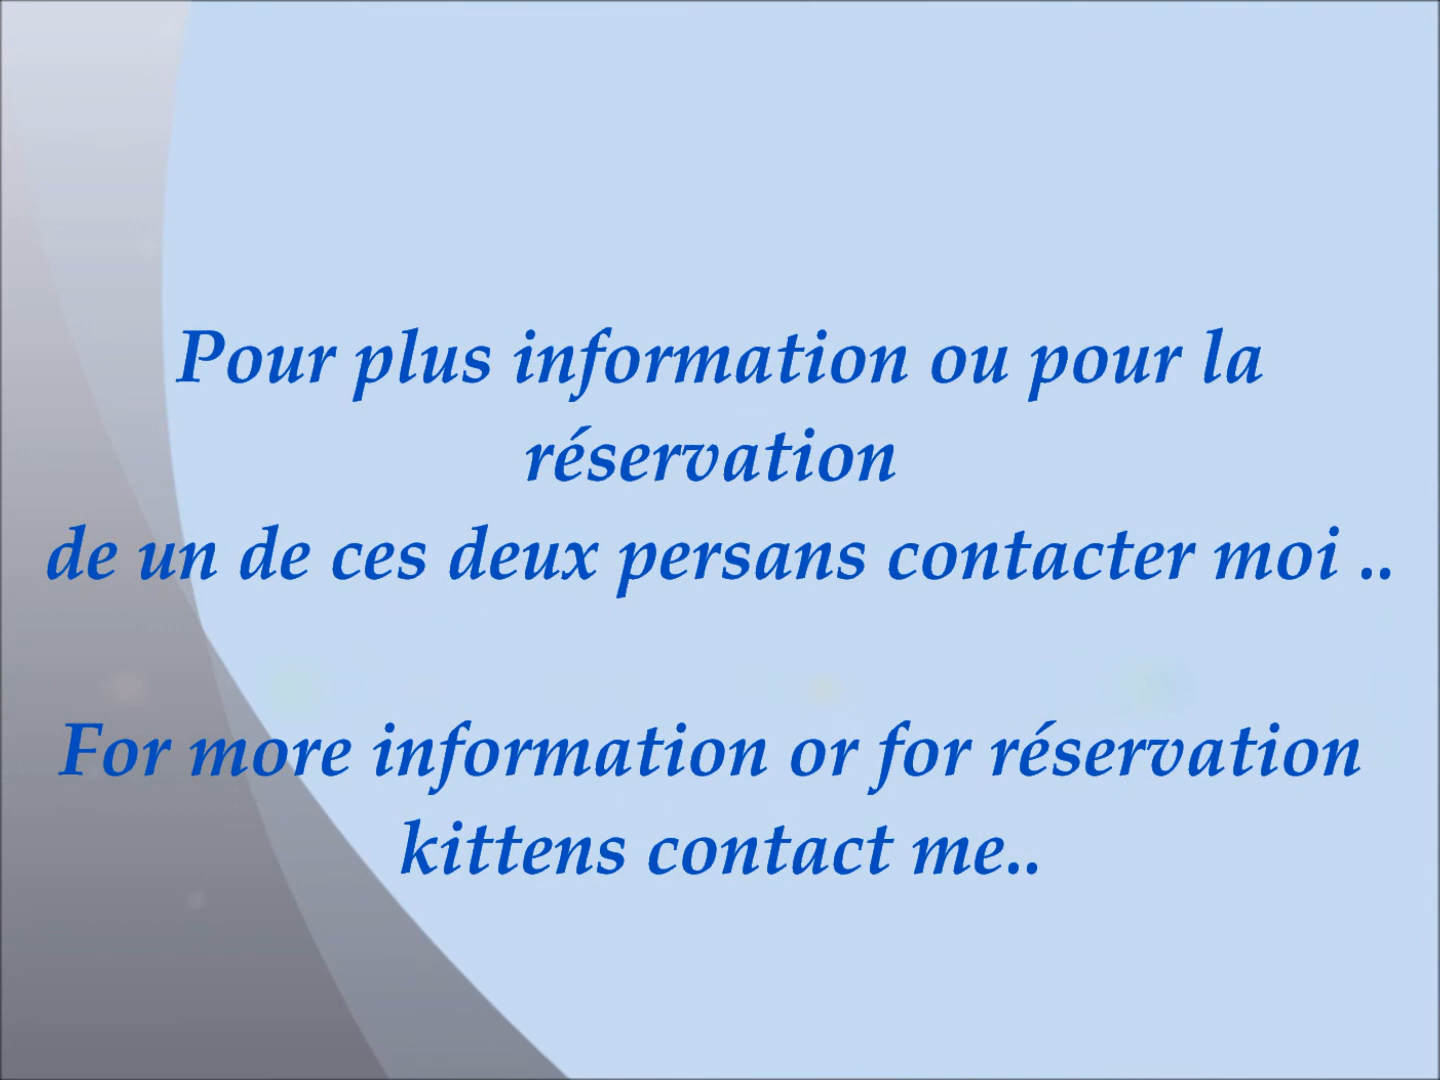 Pour plus information ou pour la
réservation
de un de ces deux persans contacter moi ..
For more information or for réservation
kittens contact me..